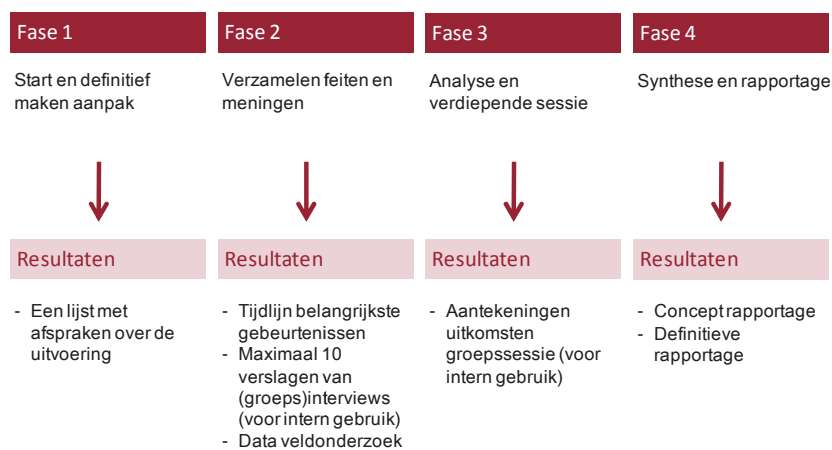 Fase 1
Start en definitief
maken aanpak
Resultaten
- Een lijst met
afspraken over de
uitvoering
Fase 2
Verzamelen feiten en
meningen
Resultaten
- Tijdlijn belangrijkste
gebeurtenissen
- Maximaal 10
verslagen van
(groeps)interviews
(voor intern gebruik)
- Data veldonderzoek
Fase 3
Analyse en
verdiepende sessie
Resultaten
- Aantekeningen
uitkomsten
groepssessie (voor
intern gebruik)
Fase 4
Synthese en rapportage
Resultaten
- Concept rapportage
- Definitieve
rapportage